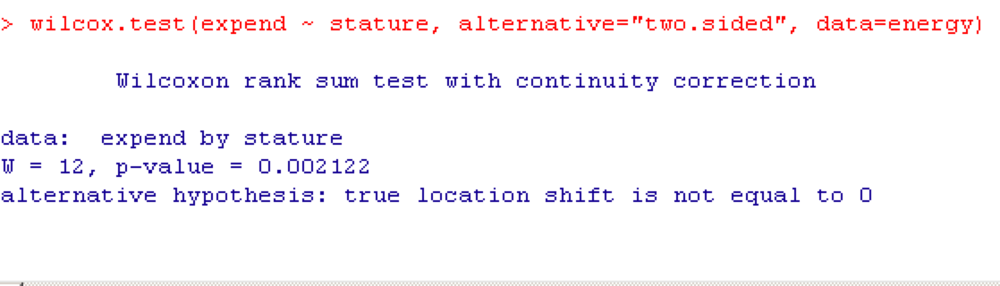 > wilcox.test(expend ~ stature, alternative="two.sided", data=energy)
Wilcoxon rank sum test with continuity correction
data:  expend by stature
W = 12, p-value = 0.002122
alternative hypothesis: true location shift is not equal to 0